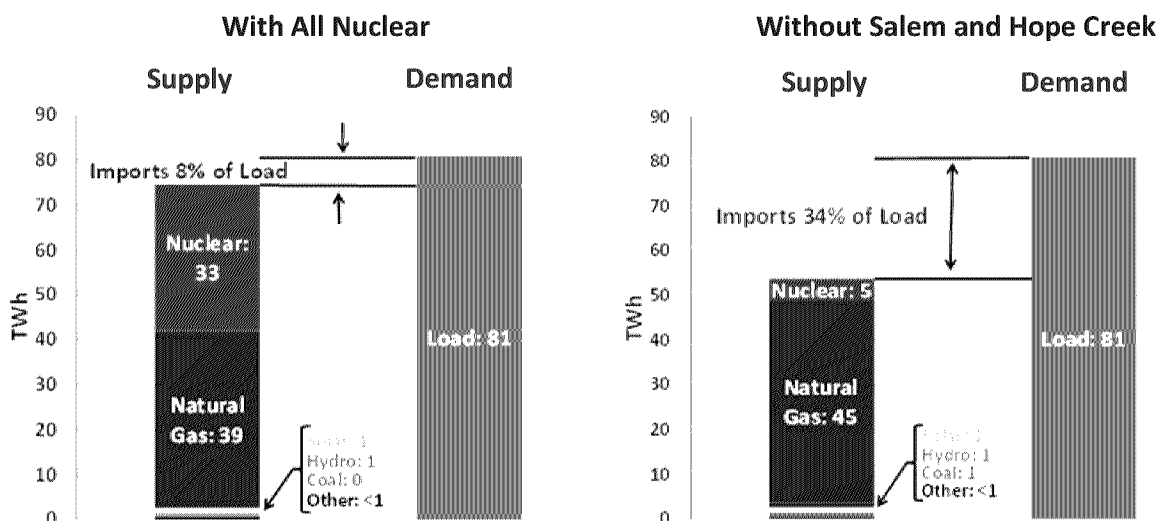 With All Nuclear
Supply
Demand
90
80
70
60
50
40
30
20
10
0
TWh
Imports 8% of Load
Nuclear:
33
Natural
Gas: 39
Hydro: 1
Coal: 0
Other: <1
Load: 81
Without Salem and Hope Creek
Supply
Demand
90
80
70
60
50
40
30
20
10
0
TWh
Imports 34% of Load
Nuclear: 5
Natural
Gas: 45
Hydro: 1
Coal: 1
Other: <1
Load: 81